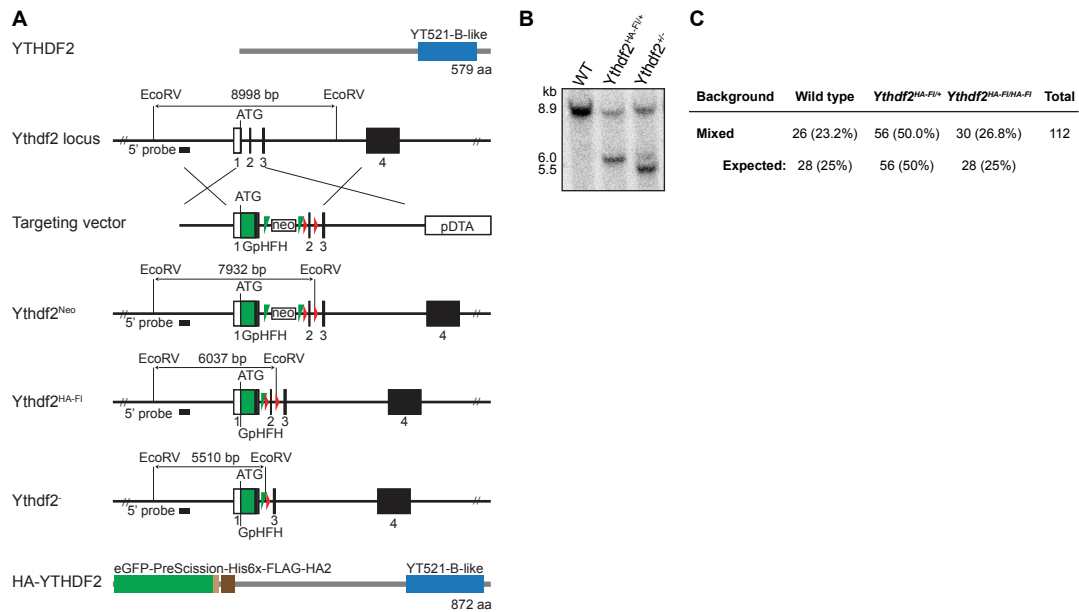 A
YTHDF2
YT521-B-like
579 aa
Ythdf2 locus
EcoRV
8998 bp
EcoRV
ATG
5' probe
1 2 3
4
Targeting vector
ATG
neo
pDTA
1 GpHFH 2 3
Ythdf2Neo
EcoRV
7932 bp
EcoRV
ATG
neo
5' probe
1 GpHFH 2 3
4
Ythdf2HA-Fl
EcoRV
6037 bp
EcoRV
ATG
5' probe
1 2 3
GpHFH
4
Ythdf2-
EcoRV
5510 bp
EcoRV
ATG
5' probe
1 3
GpHFH
4
HA-YTHDF2
eGFP-PreScission-His6x-FLAG-HA2
YT521-B-like
872 aa
B
WT
Ythdf2HA-Fl/+
Ythdf2+/-
kb
8.9
6.0
5.5
C
Background Wild type Ythdf2HA-Fl/+ Ythdf2HA-Fl/HA-Fl Total
Mixed 26 (23.2%) 56 (50.0%) 30 (26.8%) 112
Expected: 28 (25%) 56 (50%) 28 (25%)